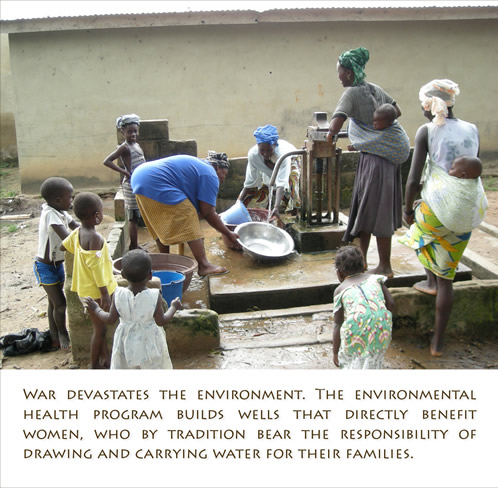 War devastates the environment. The environmental
health program builds wells that directly benefit
women, who by tradition bear the responsibility of
drawing and carrying water for their families.